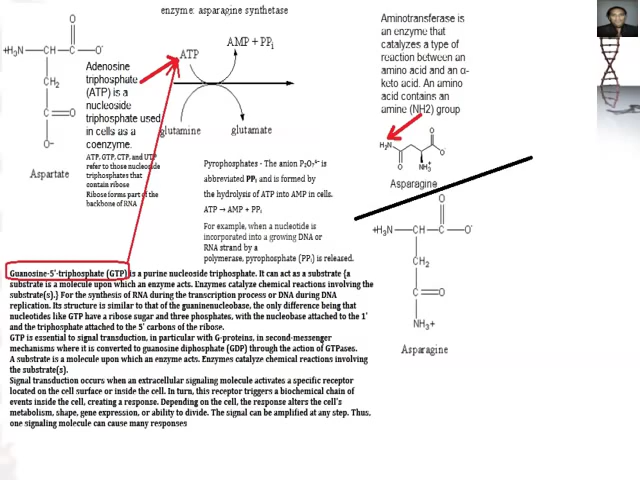 enzyme: asparagine synthetase
O
+H₃N — CH — C — O⁻
CH₂
C = O
O-
Aspartate
Adenosine
triphosphate
(ATP) is a
nucleoside
triphosphate used
in cells as a
coenzyme.
ATP, GTP, CTP, and UTP
refer to those nucleoside
triphosphates that
contain ribose
Ribose forms part of the
backbone of RNA
ATP
AMP + PPᵢ
glutamine
glutamate
Pyrophosphates - The anion P₂O₇⁴⁻ is
abbreviated PPᵢ and is formed by
the hydrolysis of ATP into AMP in cells.
ATP → AMP + PPᵢ
For example, when a nucleotide is
incorporated into a growing DNA or
RNA strand by a
polymerase, pyrophosphate (PPᵢ) is released.
Aminotransferase is
an enzyme that
catalyzes a type of
reaction between an
amino acid and an α-
keto acid. An amino
acid contains an
amine (NH2) group
O
H₂N
O⁻
O
NH₃⁺
Asparagine
O
+H₃N — CH — C — O⁻
CH₂
C = O
NH₃+
Asparagine
Guanosine-5'-triphosphate (GTP) is a purine nucleoside triphosphate. It can act as a substrate {a
substrate is a molecule upon which an enzyme acts. Enzymes catalyze chemical reactions involving the
substrate(s).} For the synthesis of RNA during the transcription process or DNA during DNA
replication. Its structure is similar to that of the guaninenucleobase, the only difference being that
nucleotides like GTP have a ribose sugar and three phosphates, with the nucleobase attached to the 1'
and the triphosphate attached to the 5' carbons of the ribose.
GTP is essential to signal transduction, in particular with G-proteins, in second-messenger
mechanisms where it is converted to guanosine diphosphate (GDP) through the action of GTPases.
A substrate is a molecule upon which an enzyme acts. Enzymes catalyze chemical reactions involving
the substrate(s).
Signal transduction occurs when an extracellular signaling molecule activates a specific receptor
located on the cell surface or inside the cell. In turn, this receptor triggers a biochemical chain of
events inside the cell, creating a response. Depending on the cell, the response alters the cell's
metabolism, shape, gene expression, or ability to divide. The signal can be amplified at any step. Thus,
one signaling molecule can cause many responses